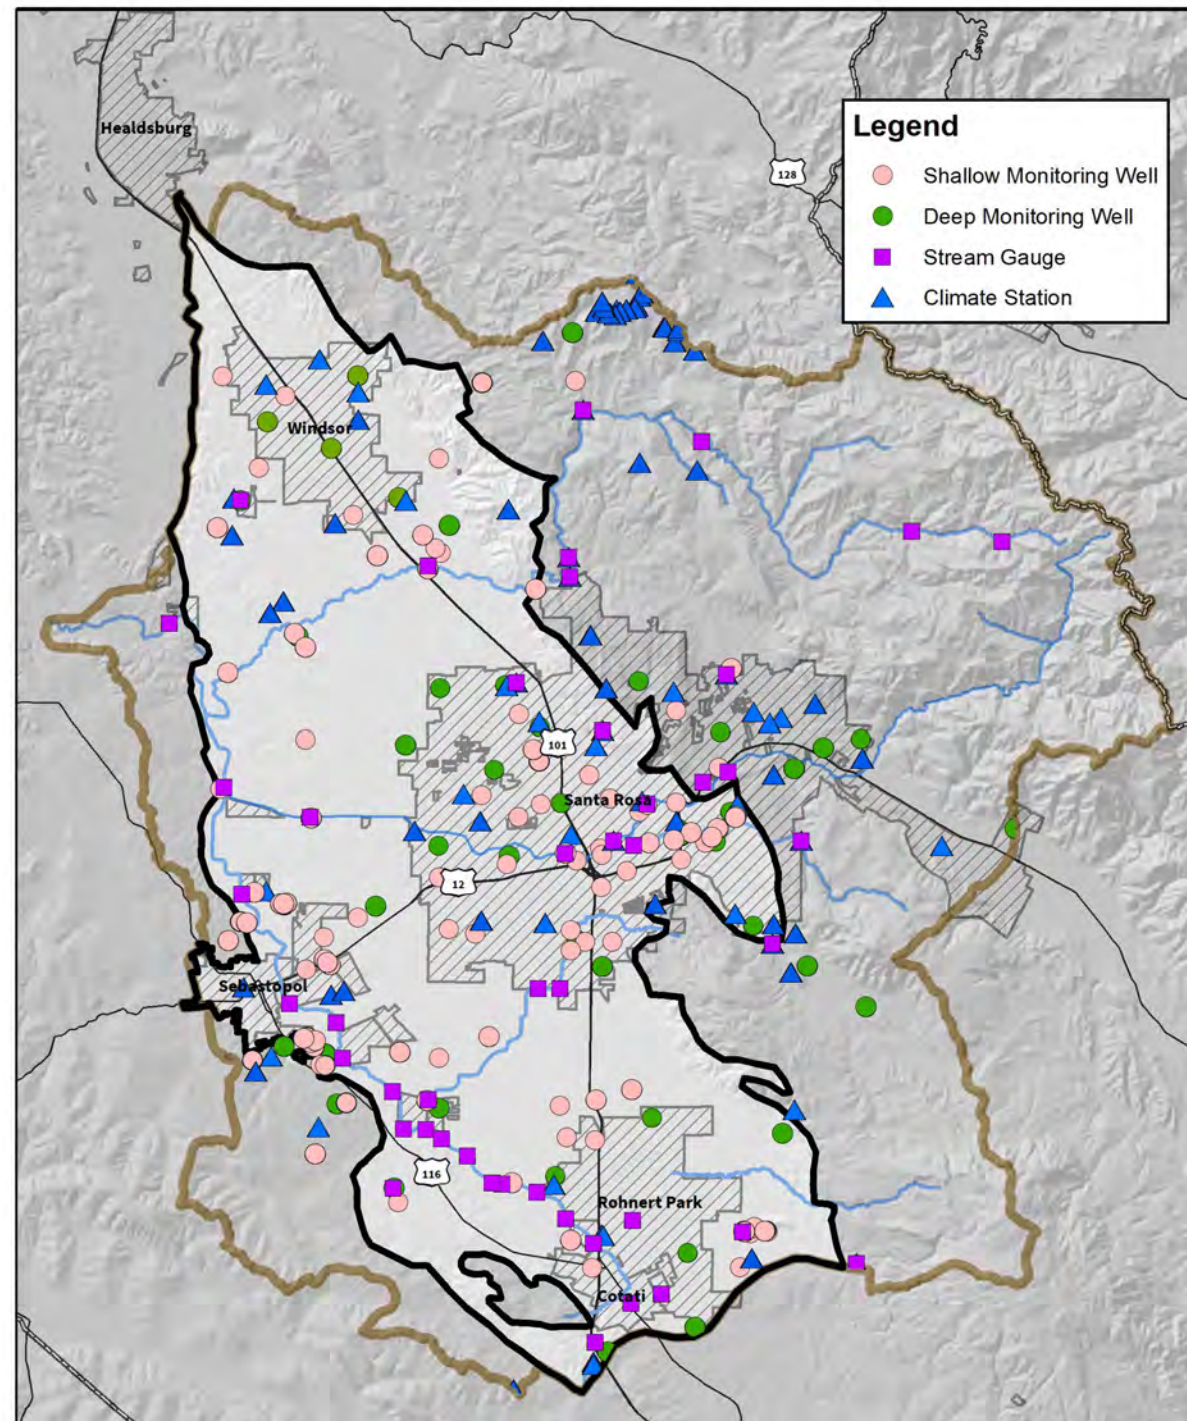 Healdsburg
128
Legend
Shallow Monitoring Well
Deep Monitoring Well
Stream Gauge
Climate Station
Windsor
101
Santa Rosa
12
Sebastopol
116
Rohnert Park
Cotati